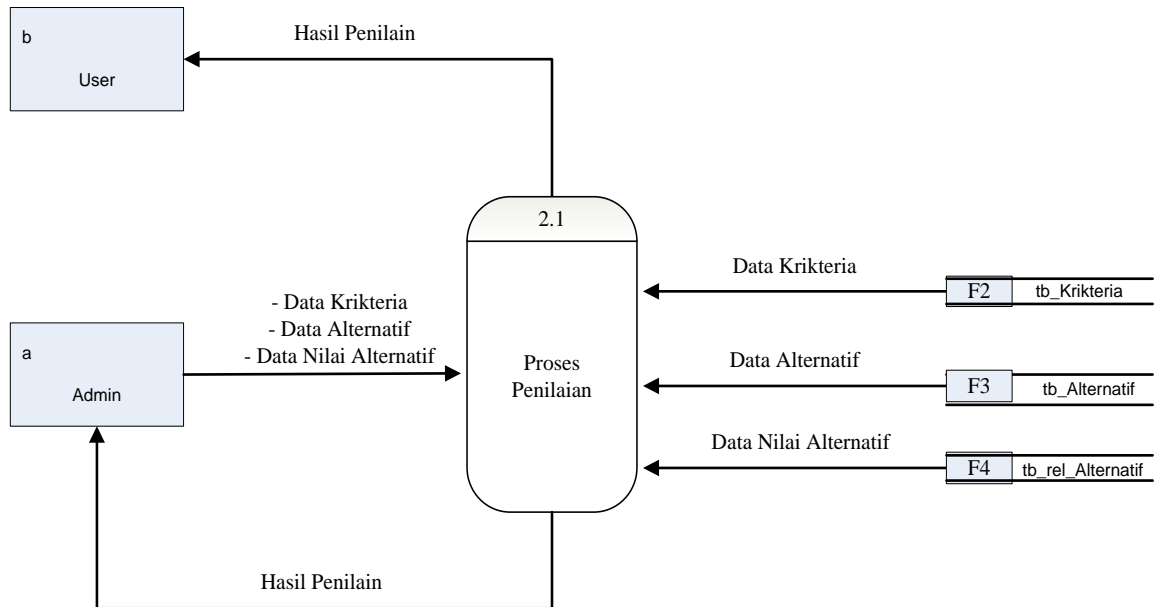 b
User
Hasil Penilain
2.1
Proses
Penilaian
a
Admin
- Data Krikteria
- Data Alternatif
- Data Nilai Alternatif
Hasil Penilain
Data Krikteria
F2 tb_Krikteria
Data Alternatif
F3 tb_Alternatif
Data Nilai Alternatif
F4 tb_rel_Alternatif